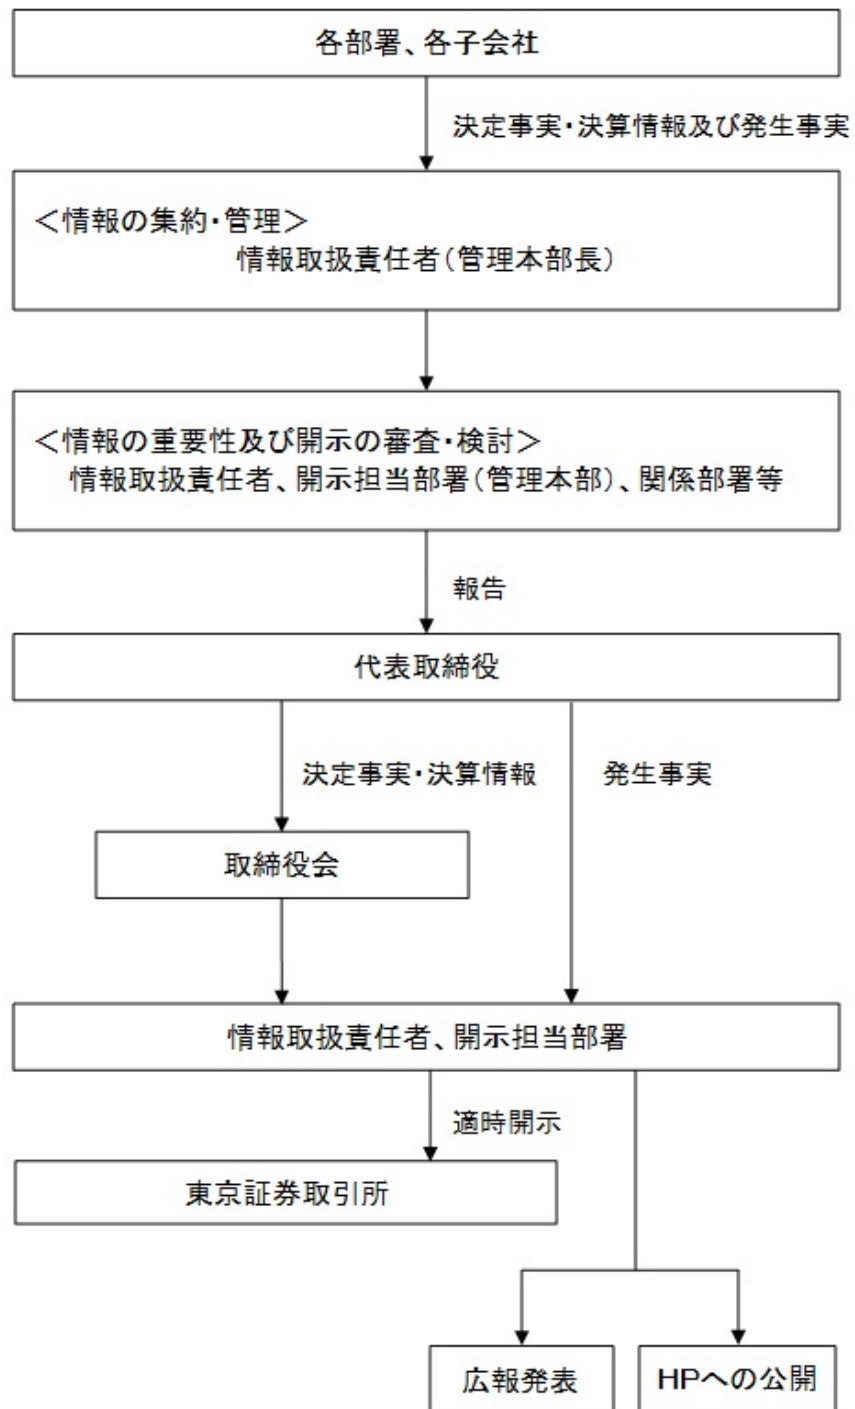 各部署、各子会社
決定事実・決算情報及び発生事実
＜情報の集約・管理＞
情報取扱責任者（管理本部長）
＜情報の重要性及び開示の審査・検討＞
情報取扱責任者、開示担当部署（管理本部）、関係部署等
報告
代表取締役
決定事実・決算情報
発生事実
取締役会
情報取扱責任者、開示担当部署
適時開示
東京証券取引所
広報発表
HPへの公開